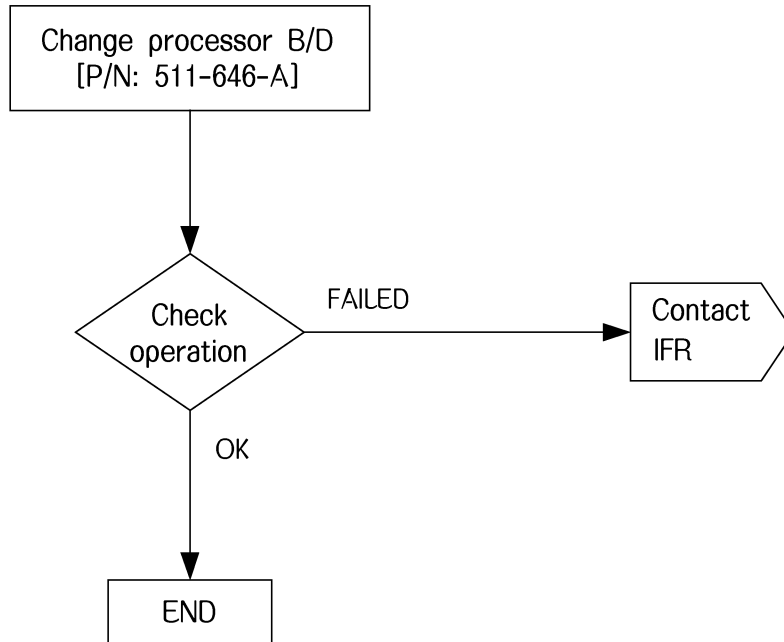 Change processor B/D
[P/N: 511-646-A]
Check
operation
FAILED
Contact
IFR
OK
END